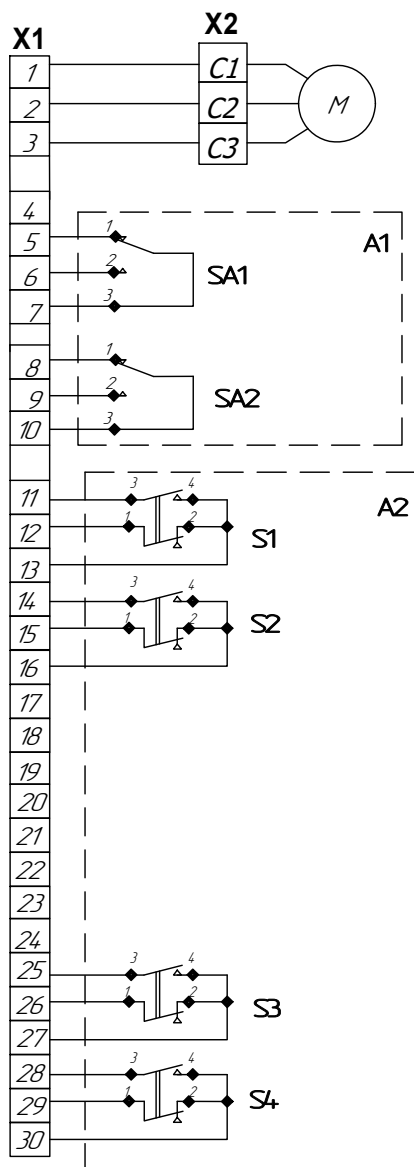 X1 X2
1 C1
2 C2 M
3 C3
4
5 1 A1
6 2 SA1
7 3
8 1
9 2 SA2
10 3
11 3 4 A2
12 1 2 S1
13
14 3 4
15 1 2 S2
16
17
18
19
20
21
22
23
24
25 3 4
26 1 2 S3
27
28 3 4
29 1 2 S4
30